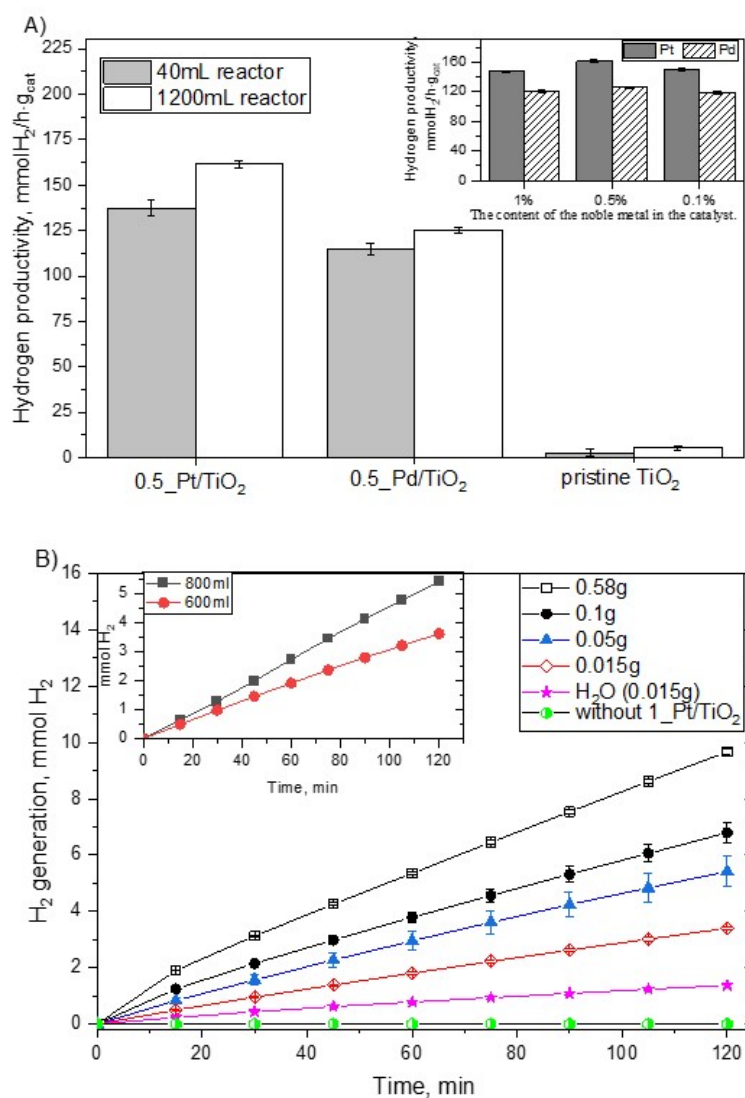 A)
Hydrogen productivity, mmolH₂/h·g_cat
225
200
175
150
125
100
75
50
25
0
40mL reactor
1200mL reactor
0.5_Pt/TiO₂
0.5_Pd/TiO₂
pristine TiO₂
Hydrogen productivity,
mmolH₂/h·g_cat
160
120
80
40
0
Pt Pd
1% 0.5% 0.1%
The content of the noble metal in the catalyst.
B)
H₂ generation, mmol H₂
16
14
12
10
8
6
4
2
0
800ml
600ml
mmol H₂
5
4
3
2
1
0
0 20 40 60 80 100 120
Time, min
0.58g
0.1g
0.05g
0.015g
H₂O (0.015g)
without 1_Pt/TiO₂
0 20 40 60 80 100 120
Time, min